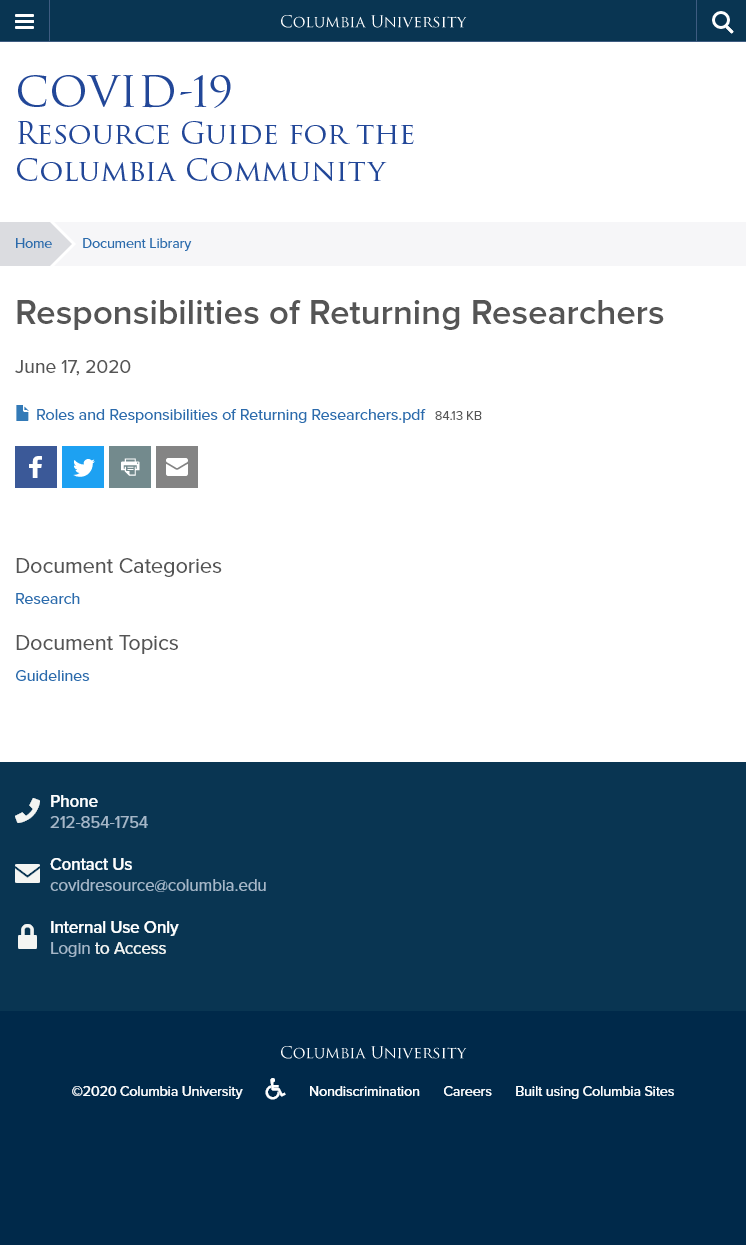 Columbia University
COVID-19
Resource Guide for the
Columbia Community
Home
Document Library
Responsibilities of Returning Researchers
June 17, 2020
Roles and Responsibilities of Returning Researchers.pdf 84.13 KB
Document Categories
Research
Document Topics
Guidelines
Phone
212-854-1754
Contact Us
covidresource@columbia.edu
Internal Use Only
Login to Access
Columbia University
©2020 Columbia University Nondiscrimination Careers Built using Columbia Sites